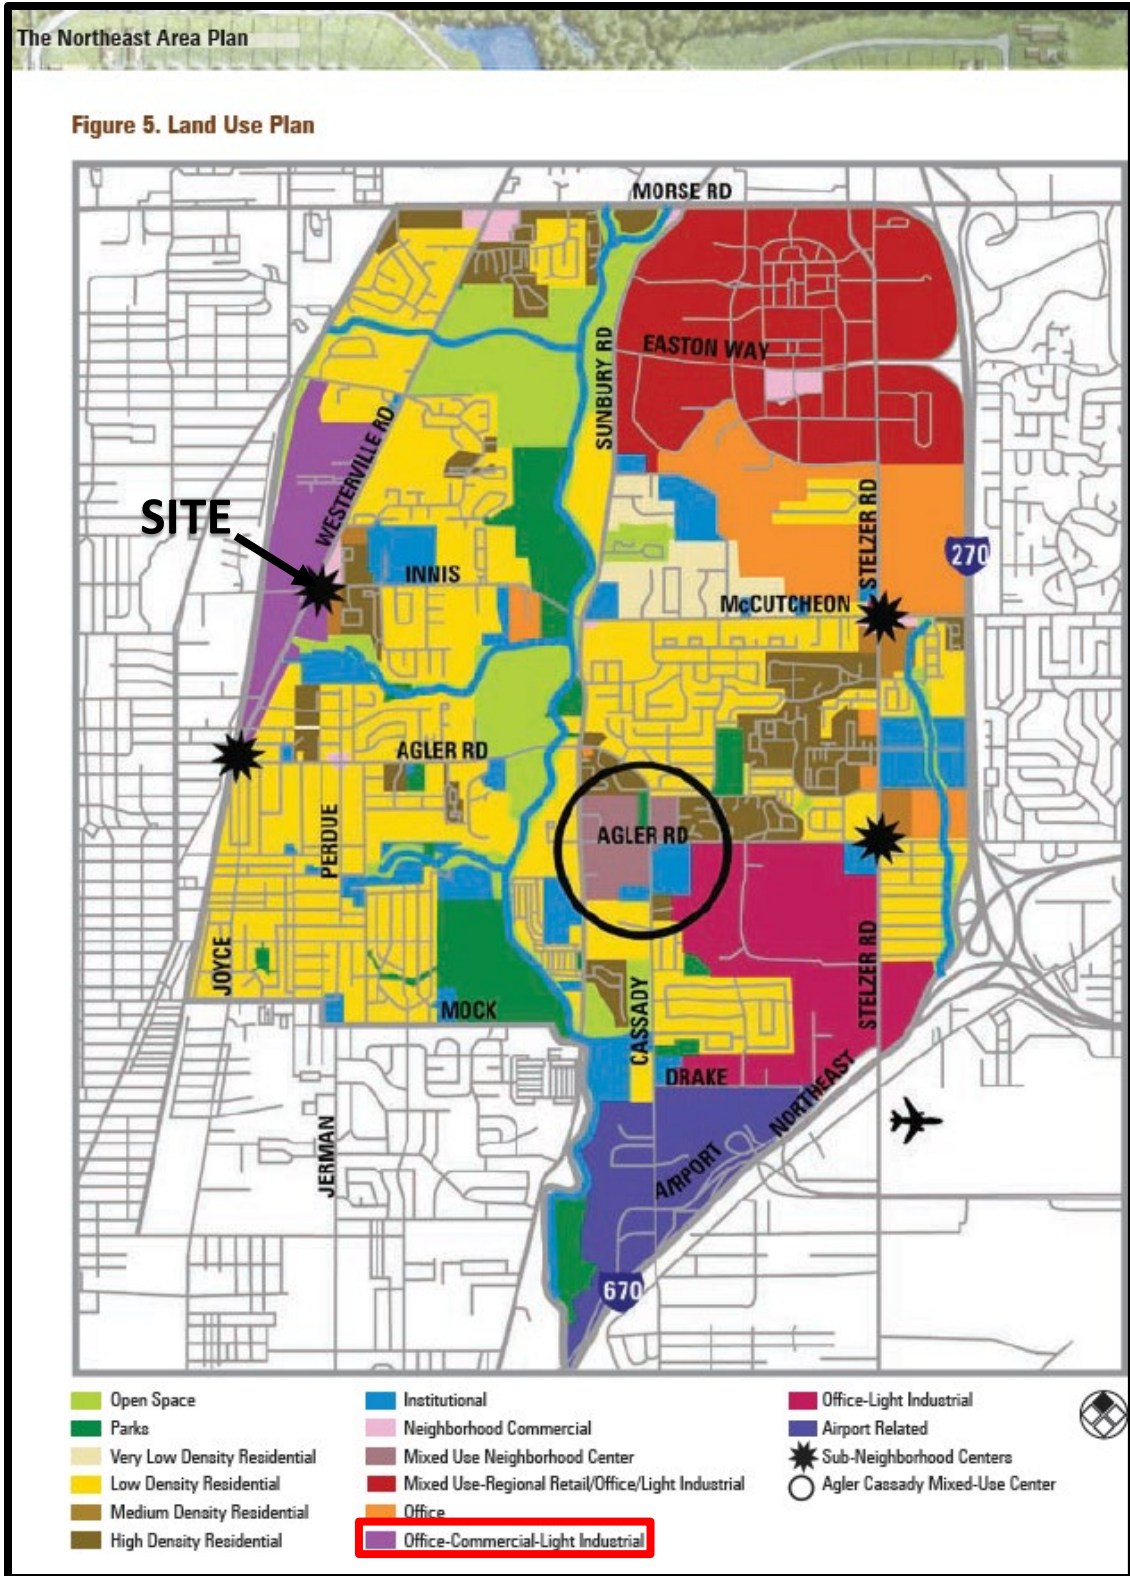 The Northeast Area Plan
Figure 5. Land Use Plan
MORSE RD
SUNBURY RD
EASTON WAY
WESTERVILLE RD
SITE
STELZER RD
270
INNIS
McCUTCHEON
AGLER RD
AGLER RD
PERDUE
JOYCE
STELZER RD
MOCK
CASSADY
DRAKE
NORTHEAST
AIRPORT
JERMAN
670
Open Space
Parks
Very Low Density Residential
Low Density Residential
Medium Density Residential
High Density Residential
Institutional
Neighborhood Commercial
Mixed Use Neighborhood Center
Mixed Use-Regional Retail/Office/Light Industrial
Office
Office-Commercial-Light Industrial
Office-Light Industrial
Airport Related
Sub-Neighborhood Centers
Agler Cassady Mixed-Use Center